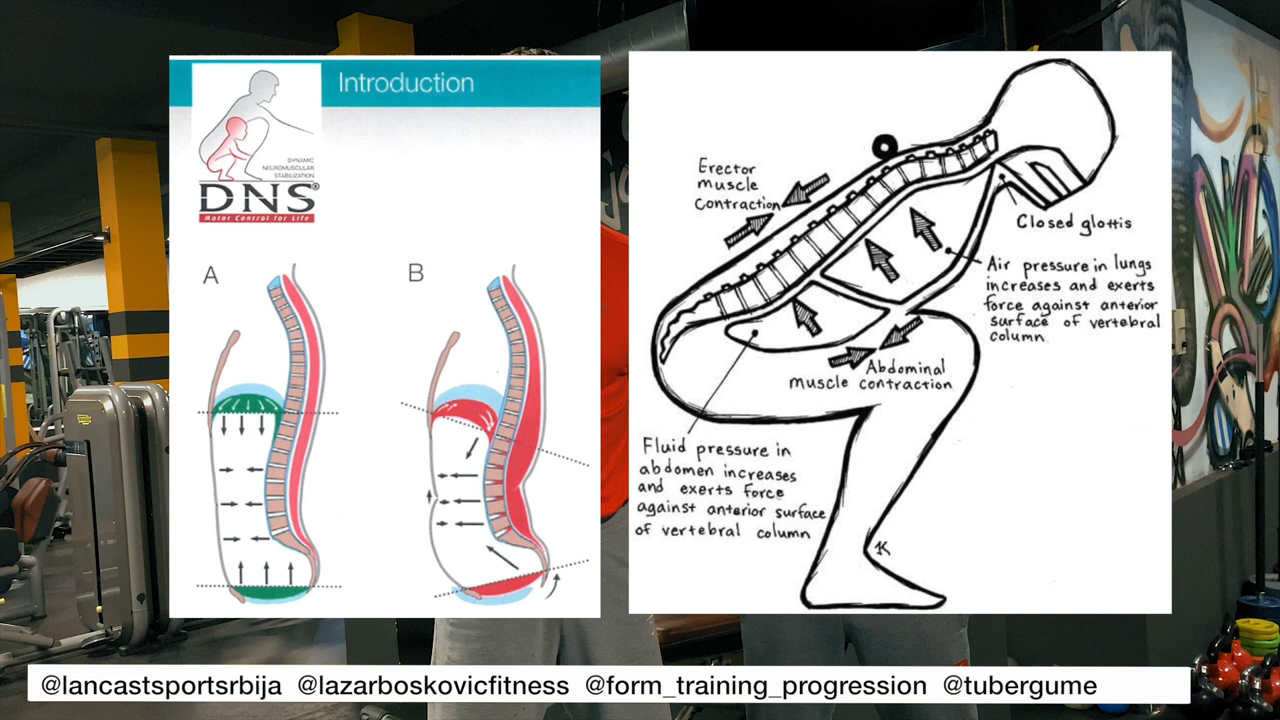 Introduction
DYNAMIC
NEUROMUSCULAR
STABILIZATION
DNS®
Motor Control for Life
A
B
Erector
muscle
contraction
Closed glottis
Air pressure in lungs
increases and exerts
force against anterior
surface of vertebral
column.
Abdominal
muscle contraction
Fluid pressure in
abdomen increases
and exerts force
against anterior surface
of vertebral column
JK
@lancastsportsrbija @lazarboskovicfitness @form_training_progression @tubergume